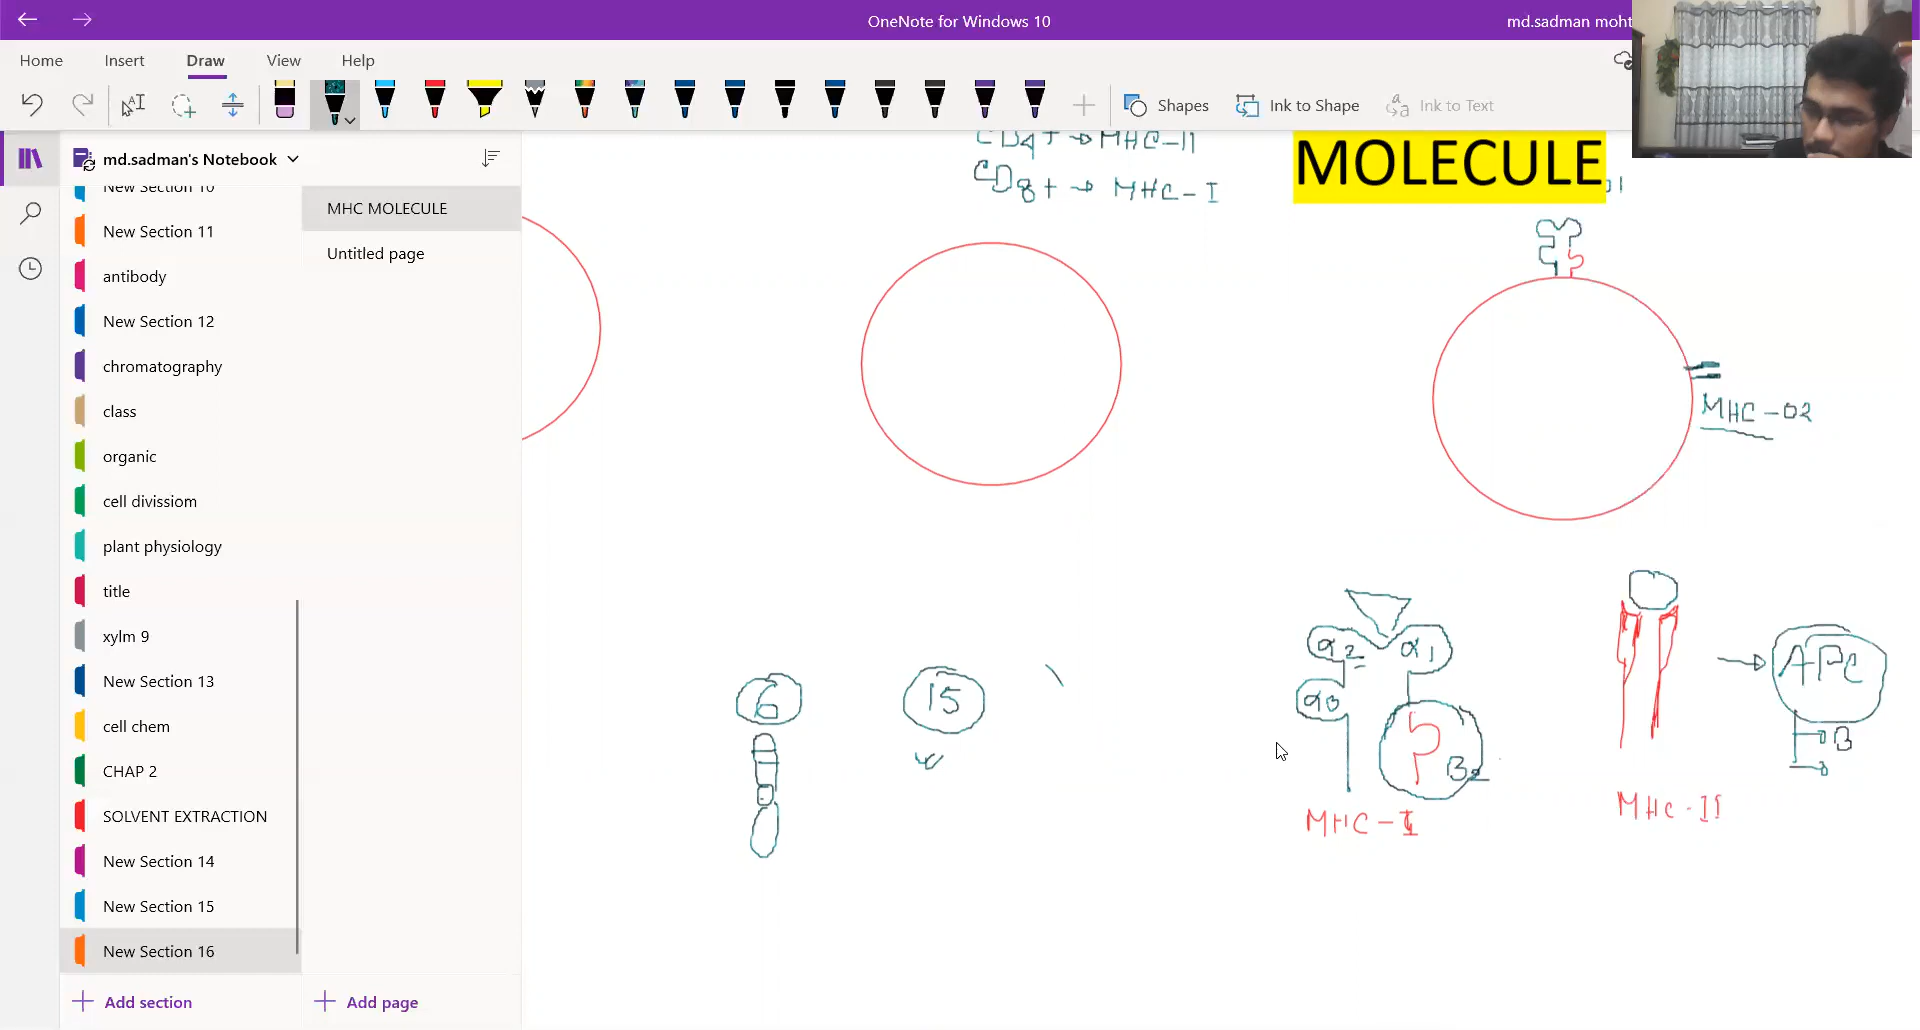 OneNote for Windows 10
md.sadman moht
Home Insert Draw View Help
Shapes Ink to Shape Ink to Text
md.sadman's Notebook
New Section 10
New Section 11
antibody
New Section 12
chromatography
class
organic
cell divissiom
plant physiology
title
xylm 9
New Section 13
cell chem
CHAP 2
SOLVENT EXTRACTION
New Section 14
New Section 15
New Section 16
Add section
MHC MOLECULE
Untitled page
Add page
CD4+ → MHC-II
CD8+ → MHC-I
MOLECULE
MHC-02
6
15
α2 α1
α3
B2
MHC-I
MHC-II
APC
B